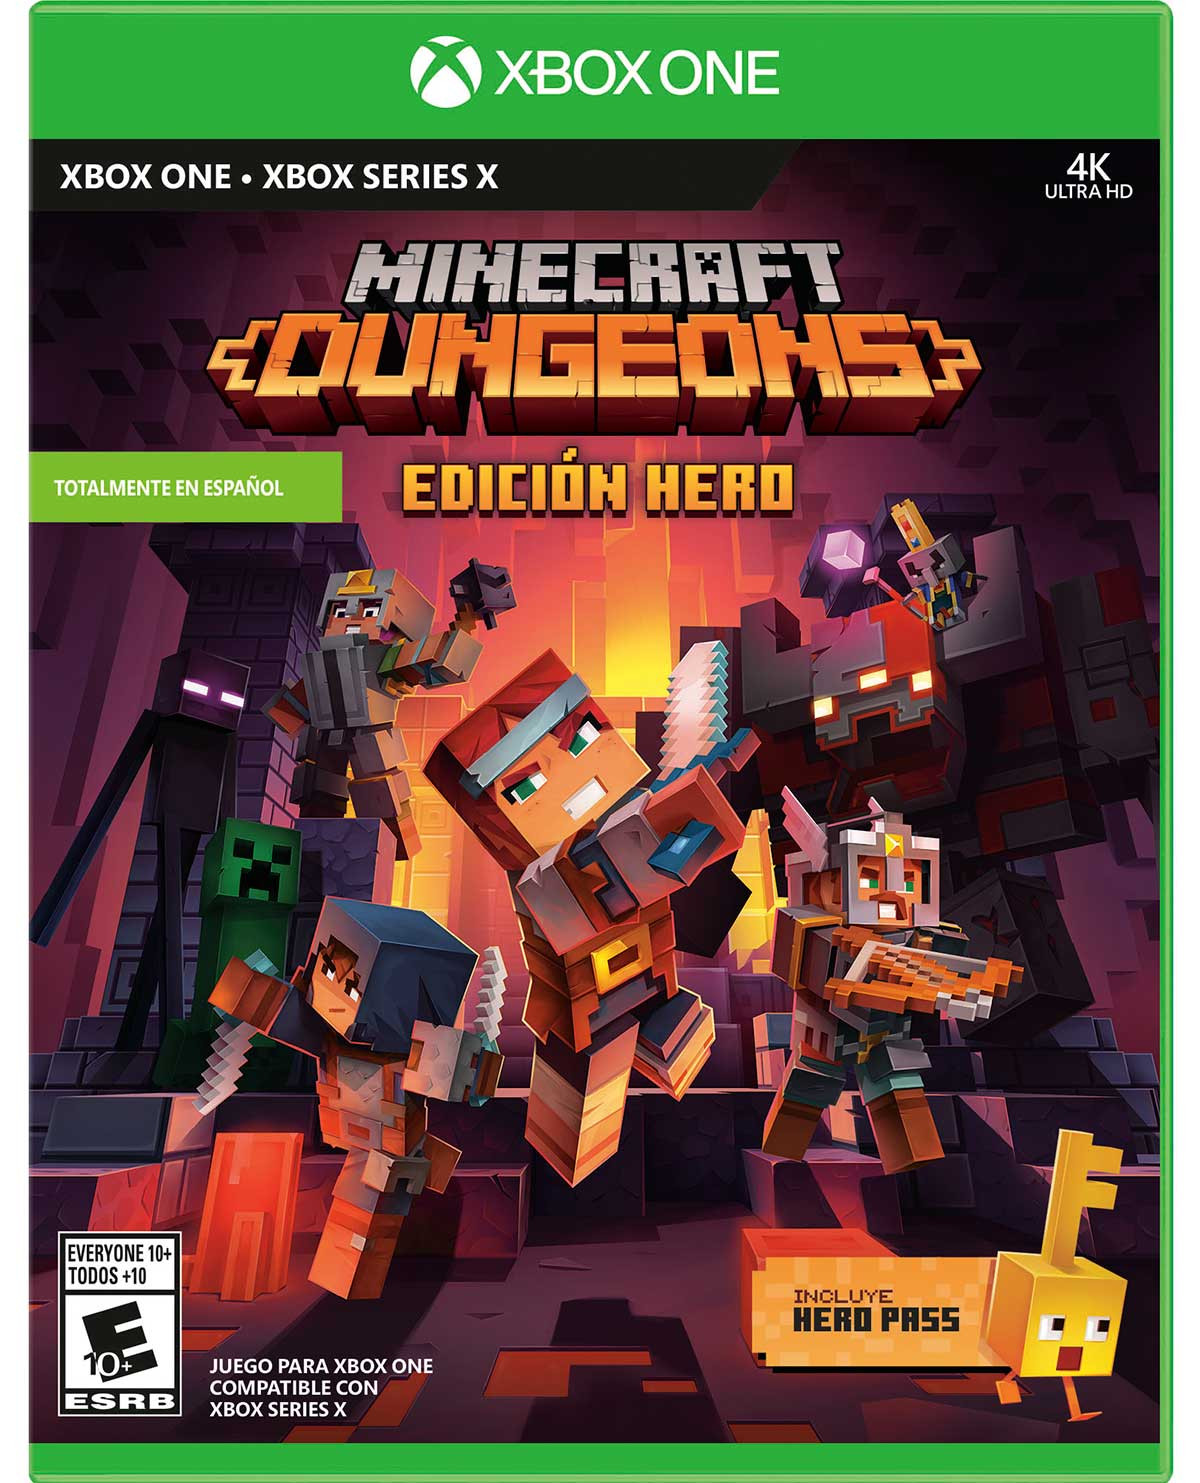 XBOX ONE
XBOX ONE • XBOX SERIES X
4K
ULTRA HD
MINECRAFT
DUNGEONS
EDICIÓN HERO
TOTALMENTE EN ESPAÑOL
EVERYONE 10+
TODOS +10
E
10+
ESRB
JUEGO PARA XBOX ONE
COMPATIBLE CON
XBOX SERIES X
INCLUYE
HERO PASS